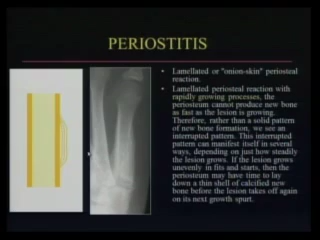 PERIOSTITIS
• Lamellated or "onion-skin" periosteal
reaction.
• Lamellated periosteal reaction with
rapidly growing processes, the
periosteum cannot produce new bone
as fast as the lesion is growing.
Therefore, rather than a solid pattern
of new bone formation, we see an
interrupted pattern. This interrupted
pattern can manifest itself in several
ways, depending on just how steadily
the lesion grows. If the lesion grows
unevenly in fits and starts, then the
periosteum may have time to lay
down a thin shell of calcified new
bone before the lesion takes off again
on its next growth spurt.